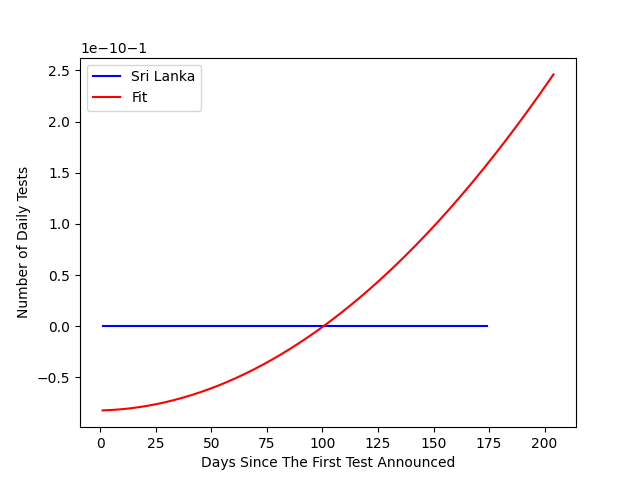 1e−10−1
Sri Lanka
Fit
2.5
2.0
1.5
1.0
0.5
0.0
−0.5
Number of Daily Tests
0 25 50 75 100 125 150 175 200
Days Since The First Test Announced